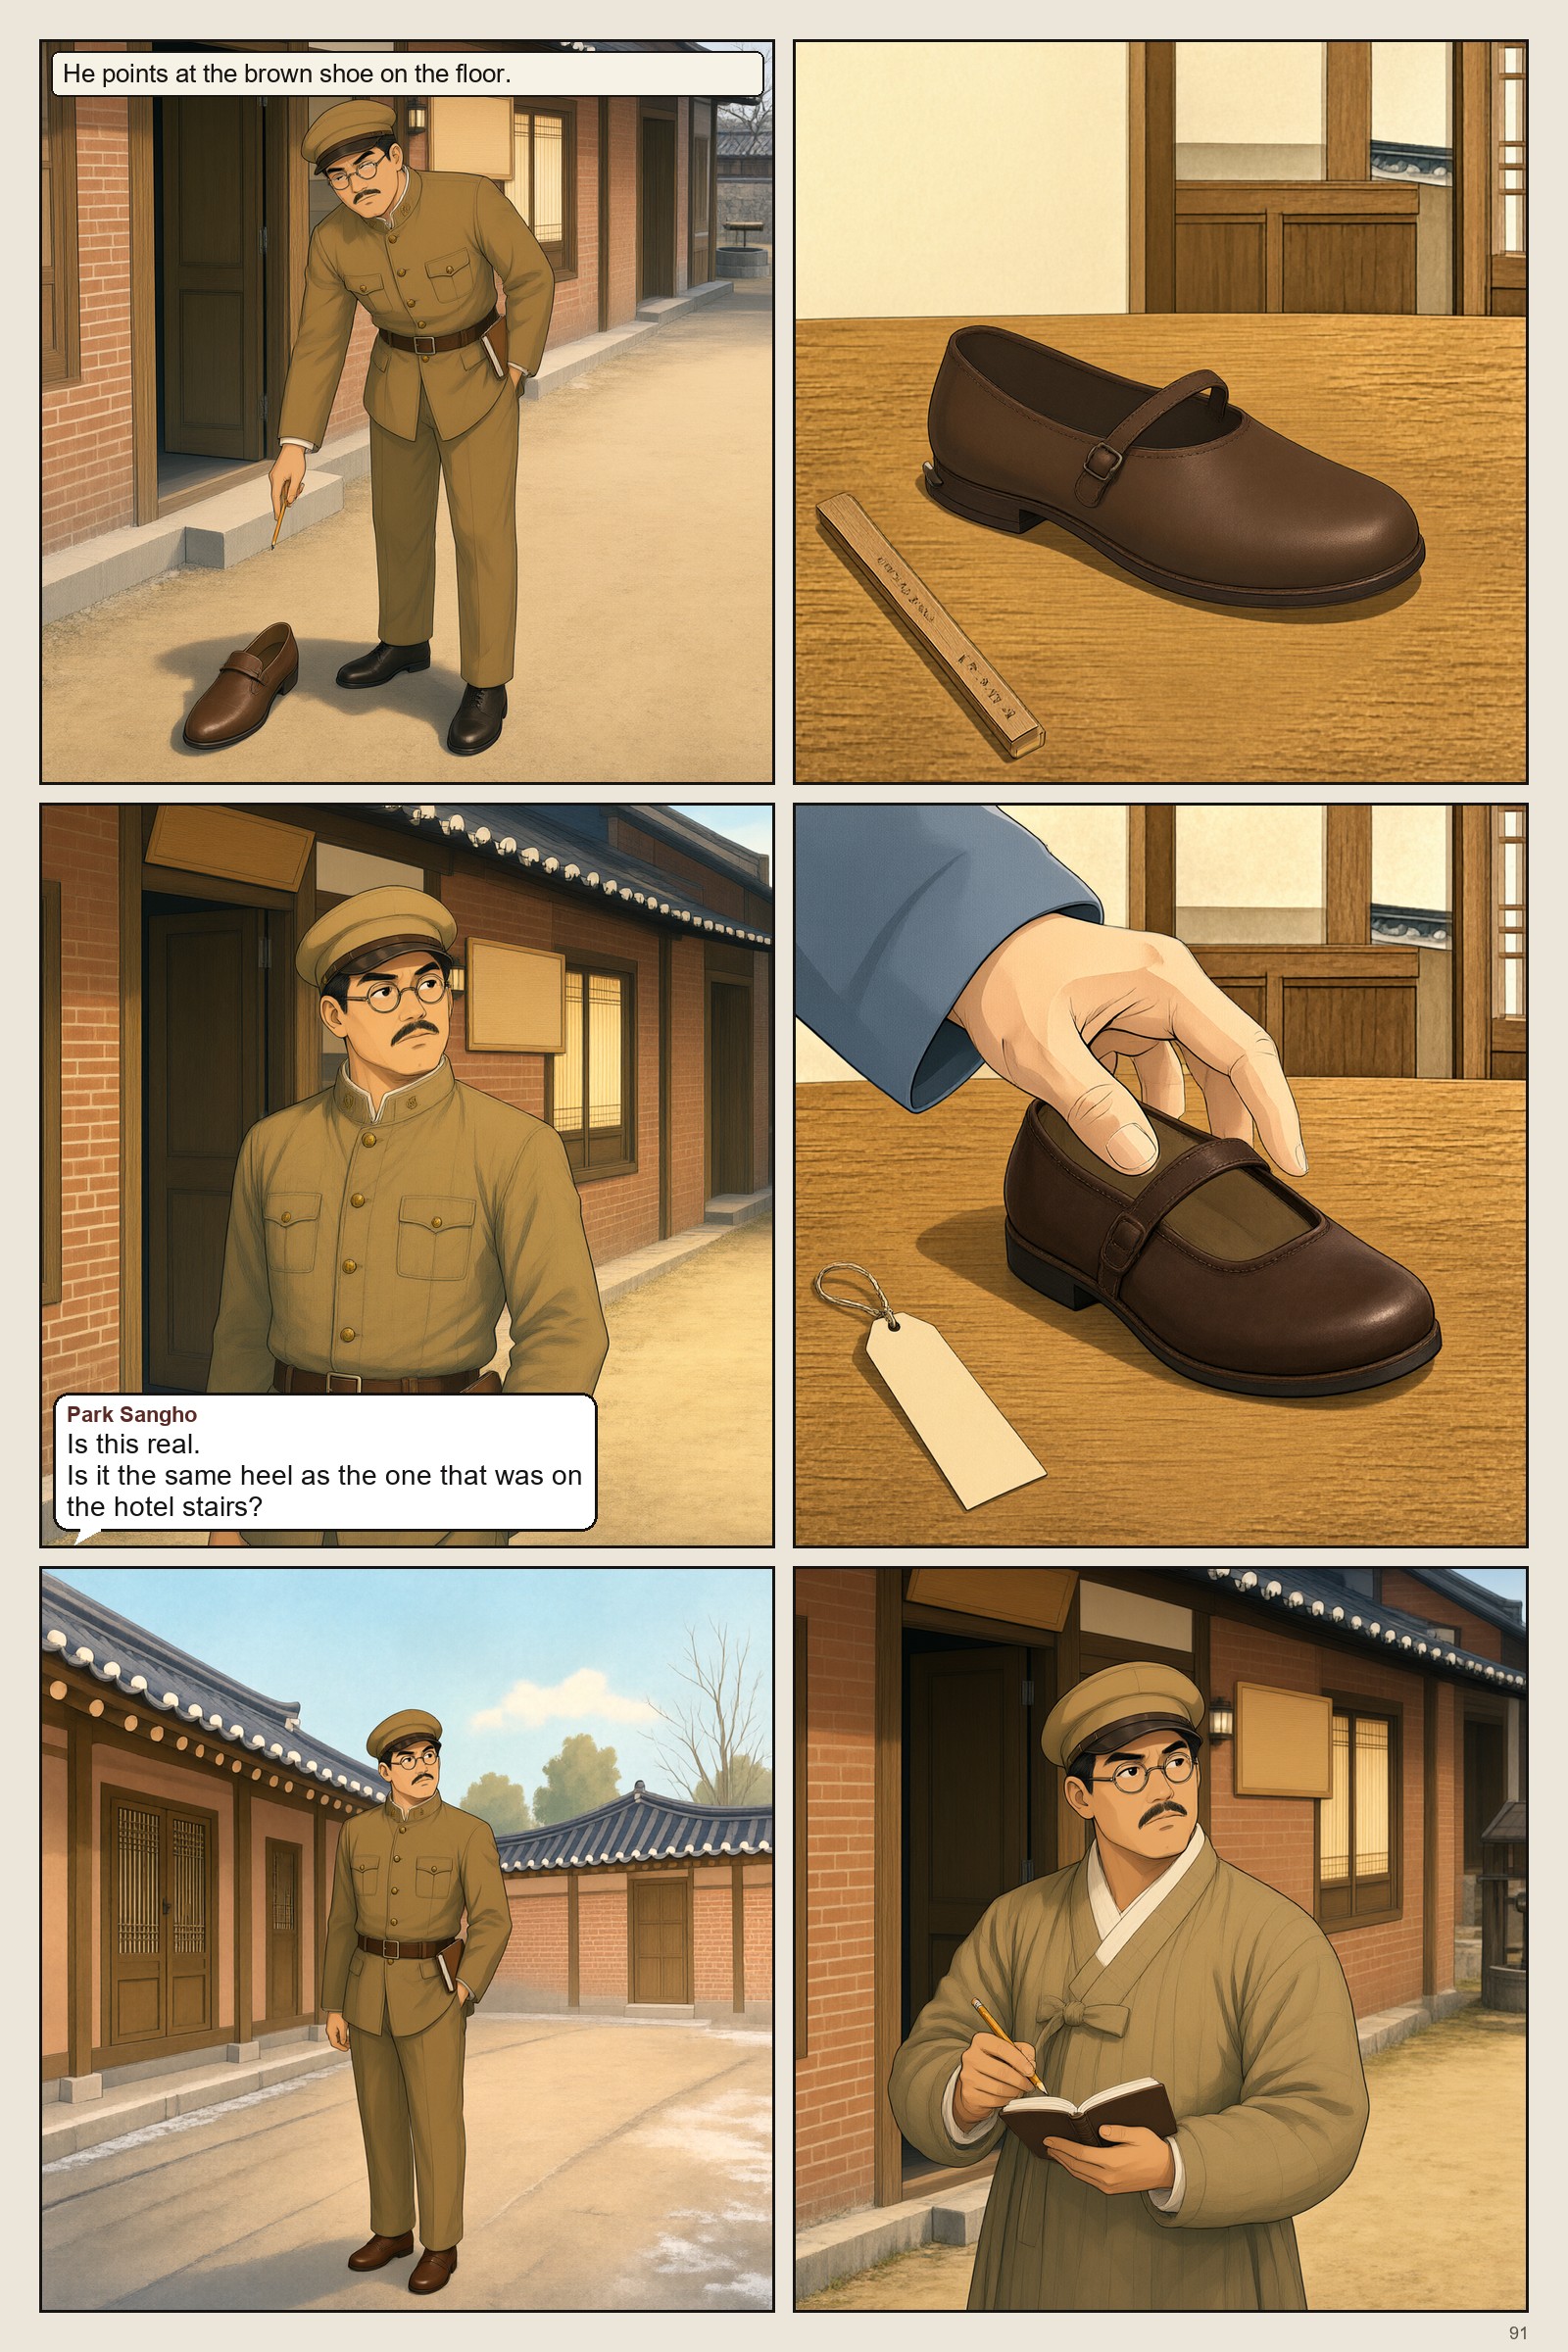 He points at the brown shoe on the floor.
Park Sangho
Is this real.
Is it the same heel as the one that was on
the hotel stairs?
91